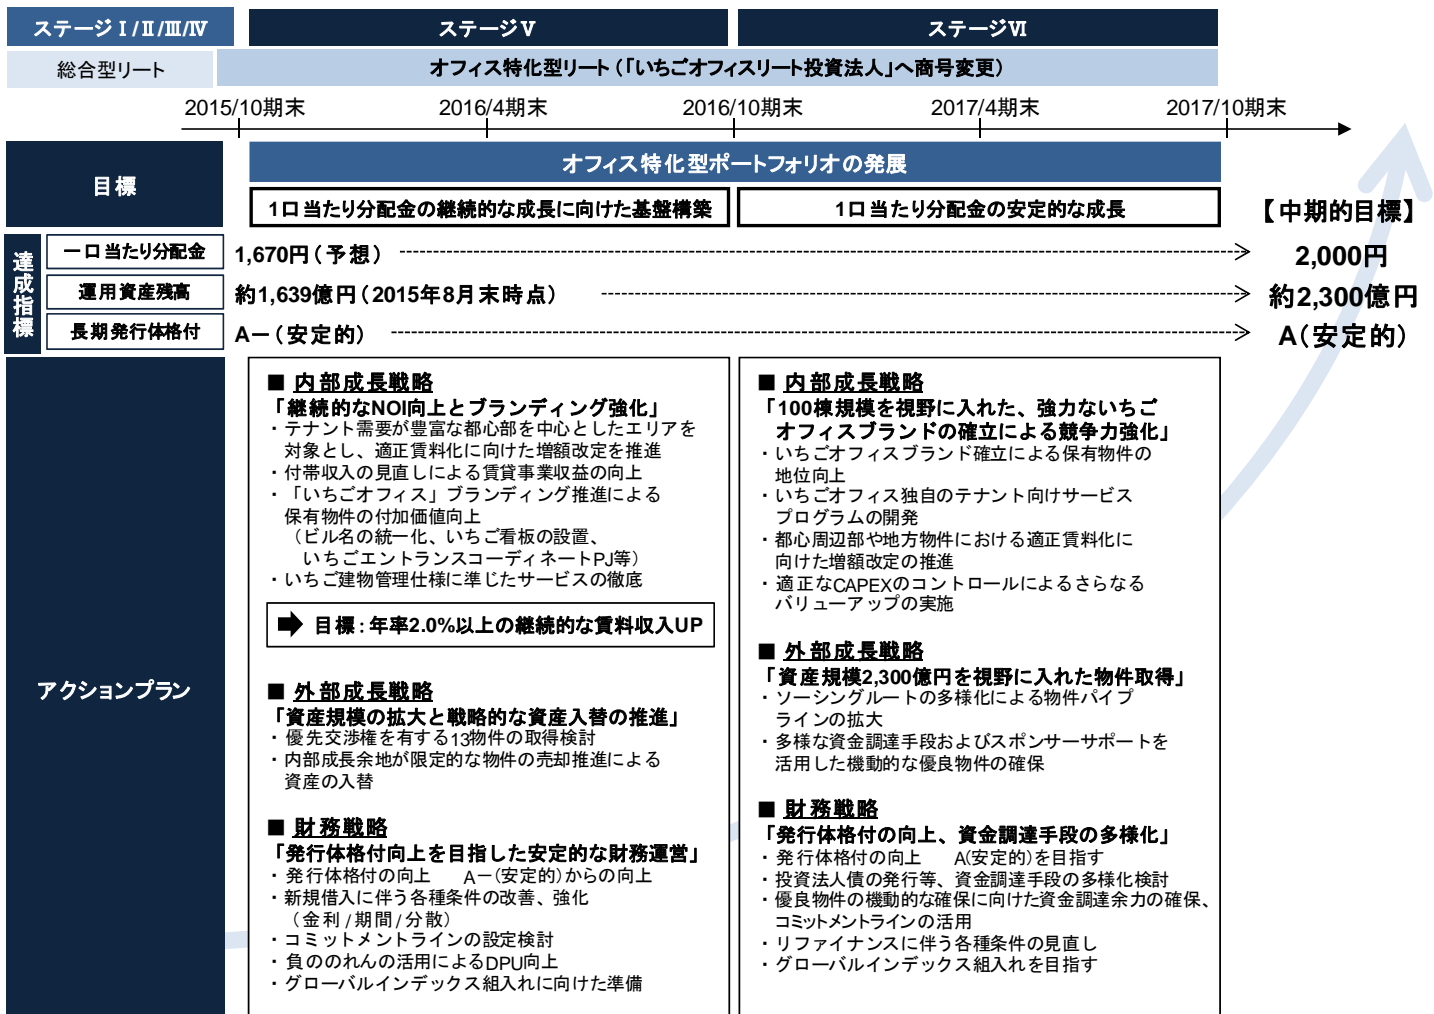 ステージⅠ/Ⅱ/Ⅲ/Ⅳ
ステージⅤ
ステージⅥ
総合型リート
オフィス特化型リート（「いちごオフィスリート投資法人」へ商号変更）
2015/10期末
2016/4期末
2016/10期末
2017/4期末
2017/10期末
目標
オフィス特化型ポートフォリオの発展
1口当たり分配金の継続的な成長に向けた基盤構築
1口当たり分配金の安定的な成長
【中期的目標】
達成指標
一口当たり分配金
1,670円（予想）
2,000円
運用資産残高
約1,639億円（2015年8月末時点）
約2,300億円
長期発行体格付
A－（安定的）
A（安定的）
アクションプラン
■ 内部成長戦略
「継続的なNOI向上とブランディング強化」
・テナント需要が豊富な都心部を中心としたエリアを
対象とし、適正賃料化に向けた増額改定を推進
・付帯収入の見直しによる賃貸事業収益の向上
・「いちごオフィス」ブランディング推進による
保有物件の付加価値向上
（ビル名の統一化、いちご看板の設置、
いちごエントランスコーディネートPJ等）
・いちご建物管理仕様に準じたサービスの徹底
目標：年率2.0%以上の継続的な賃料収入UP
■ 外部成長戦略
「資産規模の拡大と戦略的な資産入替の推進」
・優先交渉権を有する13物件の取得検討
・内部成長余地が限定的な物件の売却推進による
資産の入替
■ 財務戦略
「発行体格付向上を目指した安定的な財務運営」
・発行体格付の向上　A－(安定的)からの向上
・新規借入に伴う各種条件の改善、強化
（金利/期間/分散）
・コミットメントラインの設定検討
・負ののれんの活用によるDPU向上
・グローバルインデックス組入れに向けた準備
■ 内部成長戦略
「100棟規模を視野に入れた、強力ないちご
オフィスブランドの確立による競争力強化」
・いちごオフィスブランド確立による保有物件の
地位向上
・いちごオフィス独自のテナント向けサービス
プログラムの開発
・都心周辺部や地方物件における適正賃料化に
向けた増額改定の推進
・適正なCAPEXのコントロールによるさらなる
バリューアップの実施
■ 外部成長戦略
「資産規模2,300億円を視野に入れた物件取得」
・ソーシングルートの多様化による物件パイプ
ラインの拡大
・多様な資金調達手段およびスポンサーサポートを
活用した機動的な優良物件の確保
■ 財務戦略
「発行体格付の向上、資金調達手段の多様化」
・発行体格付の向上　A(安定的)を目指す
・投資法人債の発行等、資金調達手段の多様化検討
・優良物件の機動的な確保に向けた資金調達余力の確保、
コミットメントラインの活用
・リファイナンスに伴う各種条件の見直し
・グローバルインデックス組入れを目指す